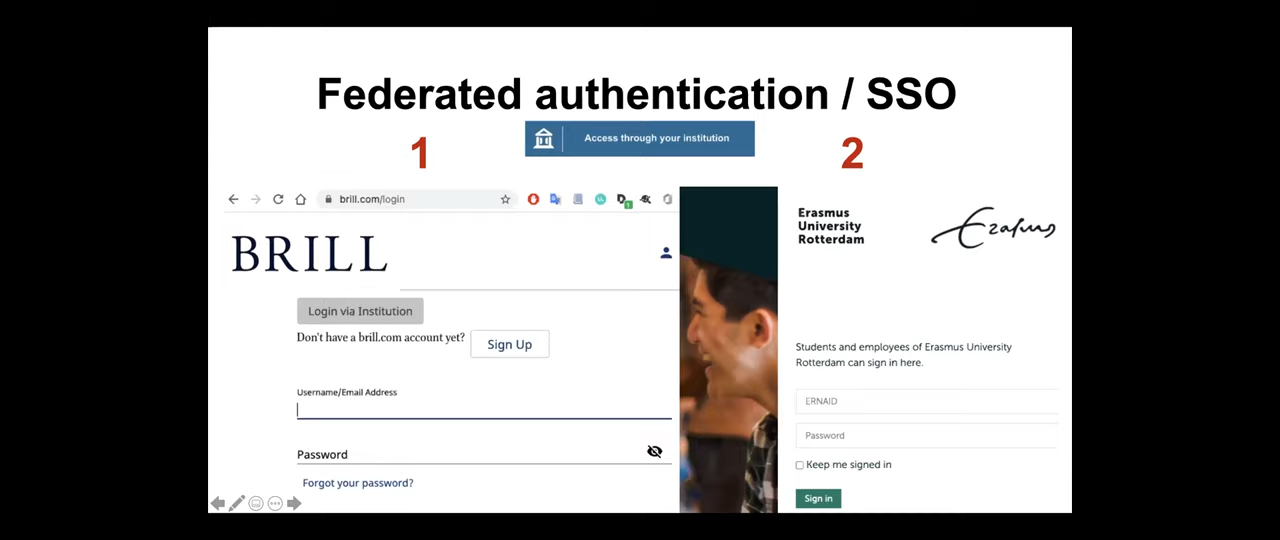 Federated authentication / SSO
Access through your institution
1
2
brill.com/login
BRILL
Login via Institution
Don't have a brill.com account yet?
Sign Up
Username/Email Address
Password
Forgot your password?
Erasmus
University
Rotterdam
Erasmus
Students and employees of Erasmus University
Rotterdam can sign in here.
ERNAID
Password
Keep me signed in
Sign in